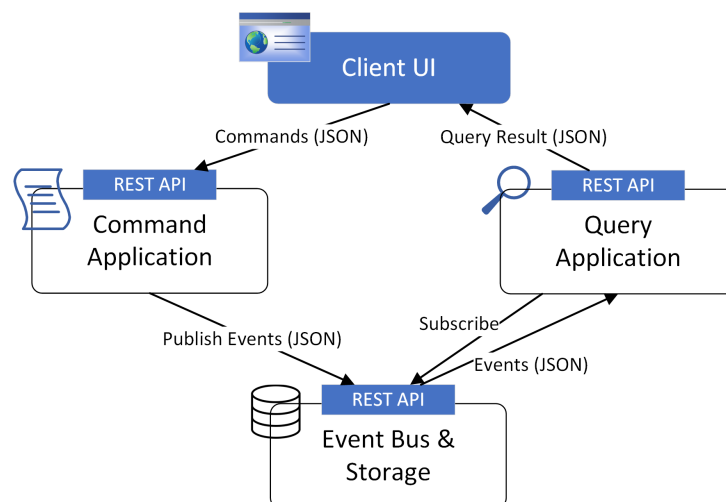 Client UI
Commands (JSON)
Query Result (JSON)
REST API
Command
Application
REST API
Query
Application
Publish Events (JSON)
Subscribe
Events (JSON)
REST API
Event Bus &
Storage